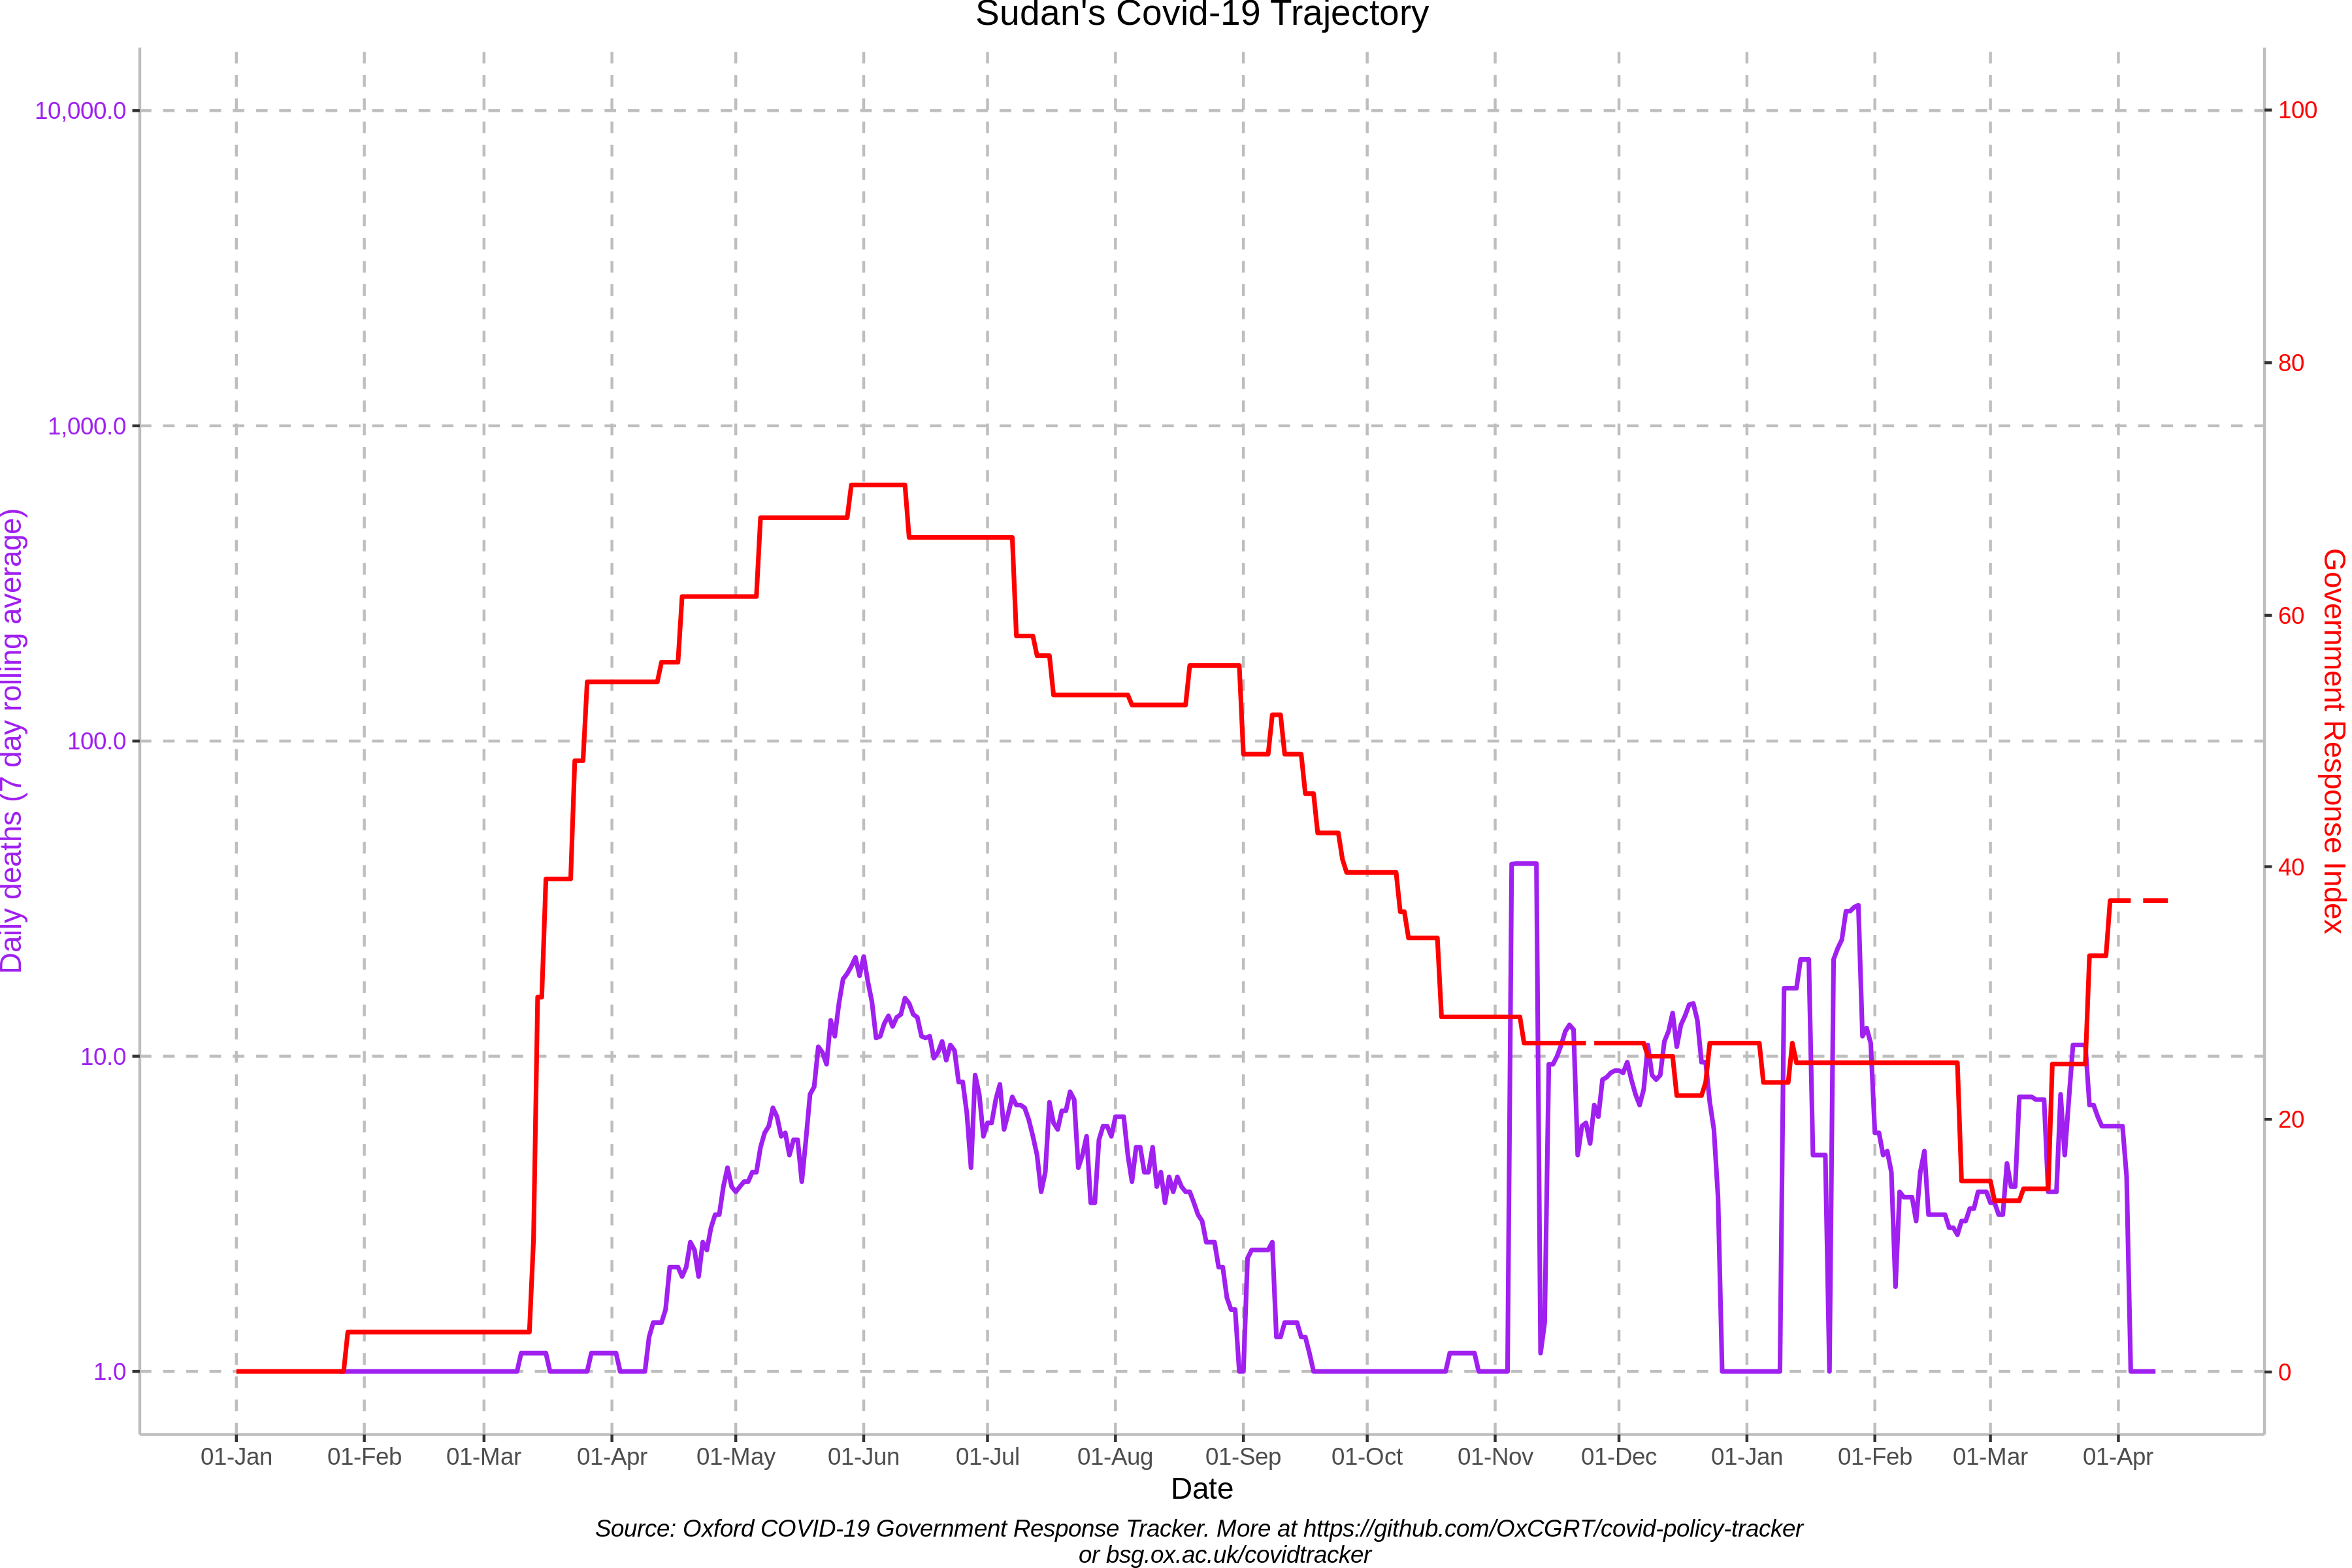 Sudan's Covid-19 Trajectory
10,000.0
1,000.0
100.0
10.0
1.0
Daily deaths (7 day rolling average)
100
80
60
40
20
0
Government Response Index
01-Jan 01-Feb 01-Mar 01-Apr 01-May 01-Jun 01-Jul 01-Aug 01-Sep 01-Oct 01-Nov 01-Dec 01-Jan 01-Feb 01-Mar 01-Apr
Date
Source: Oxford COVID-19 Government Response Tracker. More at https://github.com/OxCGRT/covid-policy-tracker
or bsg.ox.ac.uk/covidtracker